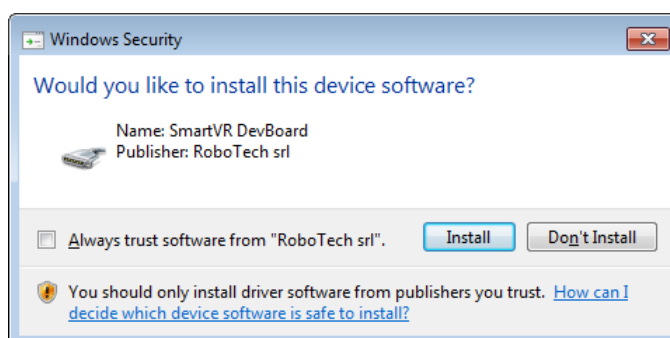 Windows Security
Would you like to install this device software?
Name: SmartVR DevBoard
Publisher: RoboTech srl
Always trust software from "RoboTech srl".
Install
Don't Install
You should only install driver software from publishers you trust. How can I
decide which device software is safe to install?